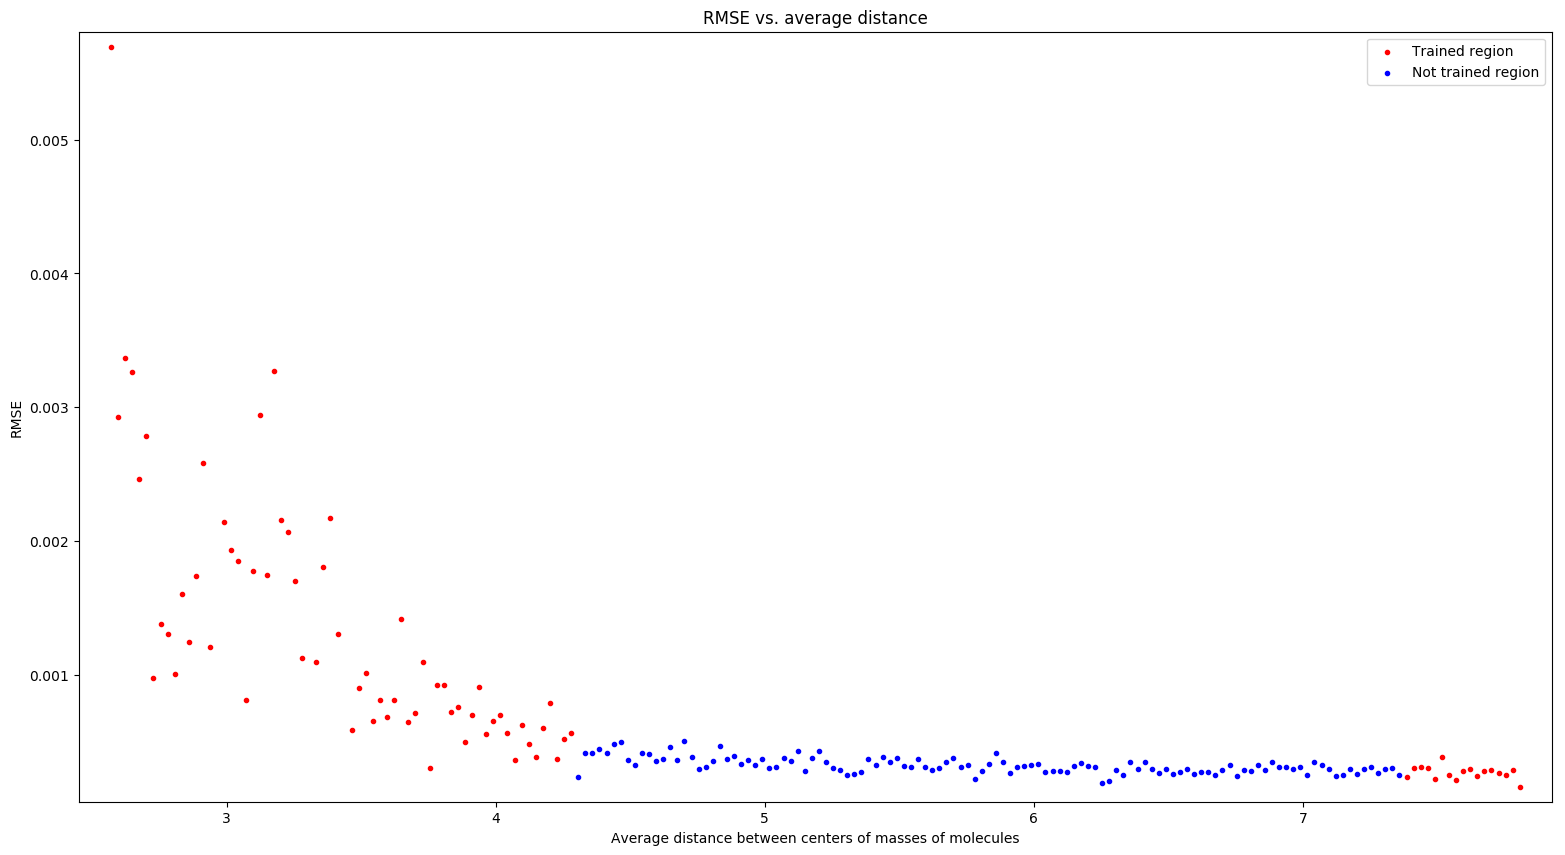 RMSE vs. average distance
Trained region
Not trained region
0.005
0.004
0.003
0.002
0.001
RMSE
3 4 5 6 7
Average distance between centers of masses of molecules